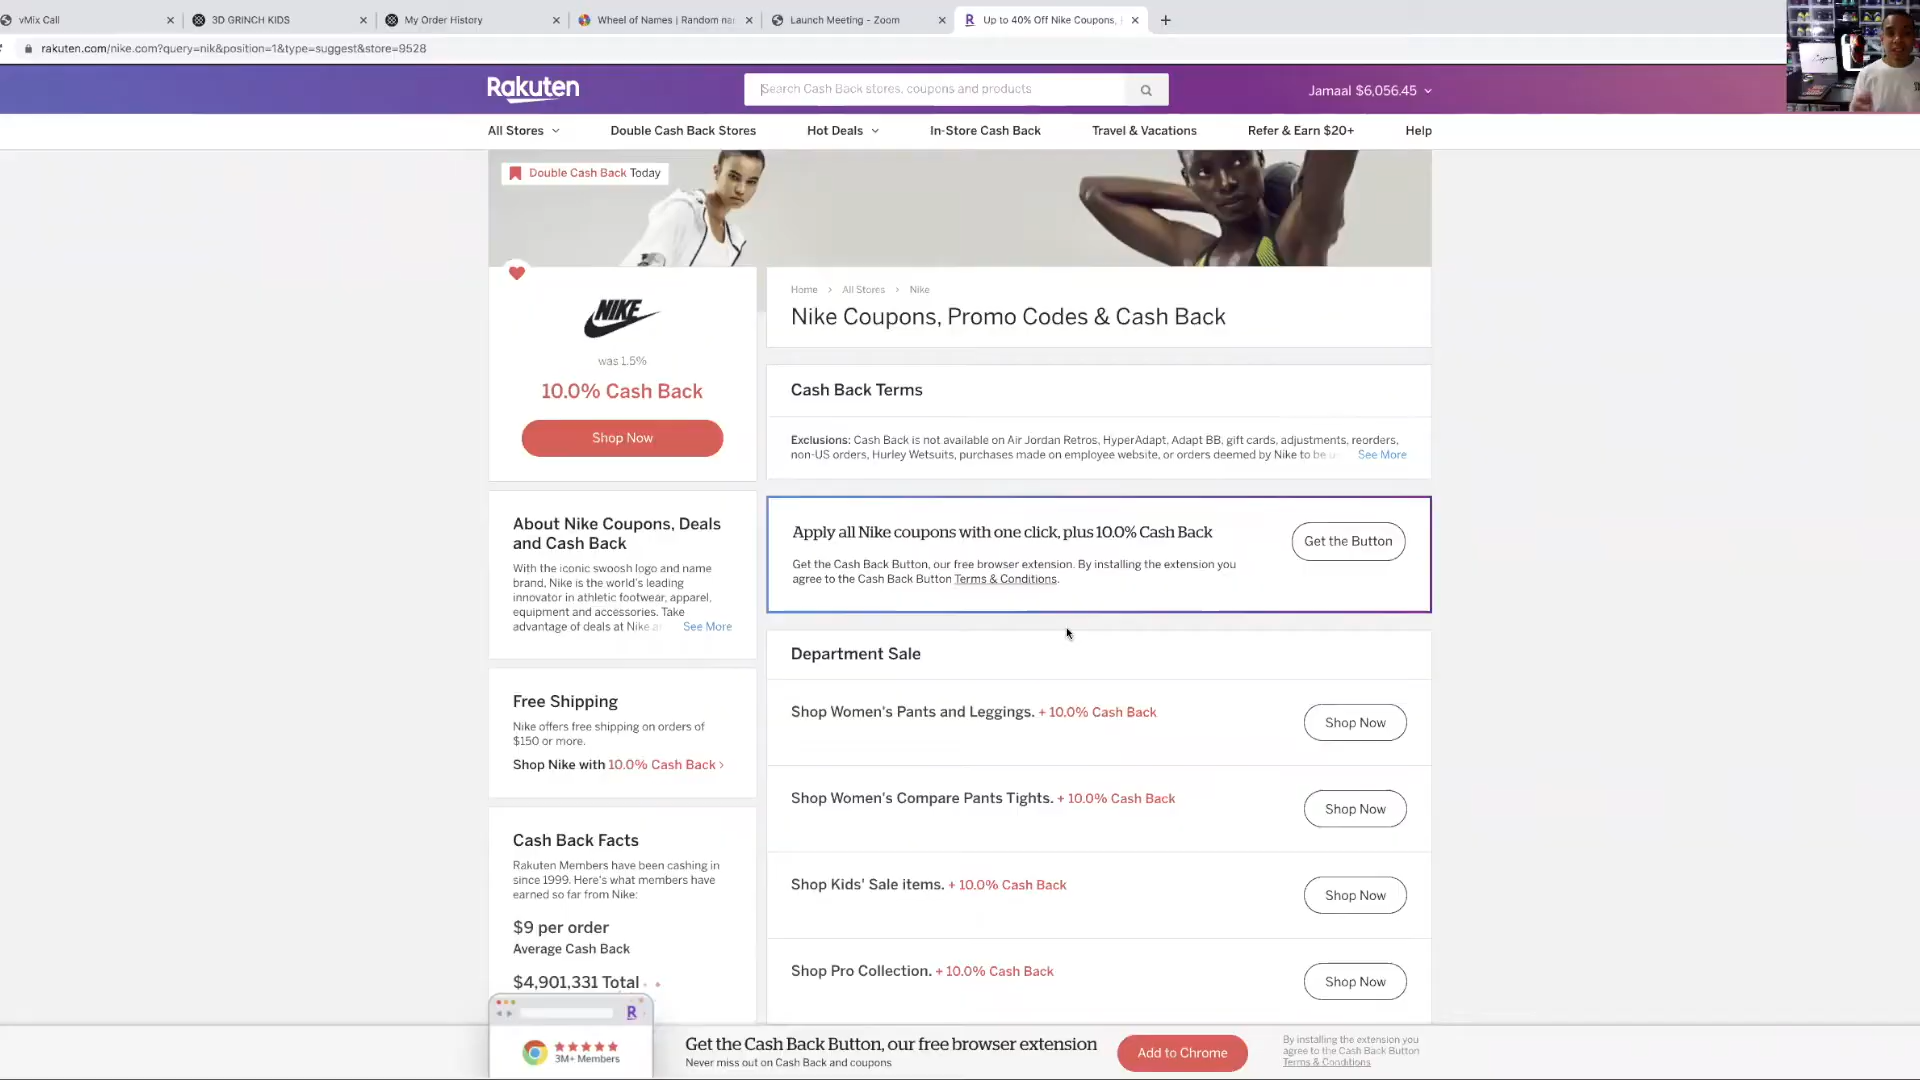 vMix Call
3D GRINCH KIDS
My Order History
Wheel of Names | Random na
Launch Meeting - Zoom
Up to 40% Off Nike Coupons,
rakuten.com/nike.com?query=nik&position=1&type=suggest&store=9528
Rakuten
Search Cash Back stores, coupons and products
Jamaal $6,056.45
All Stores
Double Cash Back Stores
Hot Deals
In-Store Cash Back
Travel & Vacations
Refer & Earn $20+
Help
Double Cash Back Today
NIKE
was 1.5%
10.0% Cash Back
Shop Now
Home > All Stores > Nike
Nike Coupons, Promo Codes & Cash Back
Cash Back Terms
Exclusions: Cash Back is not available on Air Jordan Retros, HyperAdapt, Adapt BB, gift cards, adjustments, reorders,
non-US orders, Hurley Wetsuits, purchases made on employee website, or orders deemed by Nike to be See More
Apply all Nike coupons with one click, plus 10.0% Cash Back
Get the Cash Back Button, our free browser extension. By installing the extension you
agree to the Cash Back Button Terms & Conditions.
Get the Button
About Nike Coupons, Deals
and Cash Back
With the iconic swoosh logo and name
brand, Nike is the world's leading
innovator in athletic footwear, apparel,
equipment and accessories. Take
advantage of deals at Nike See More
Free Shipping
Nike offers free shipping on orders of
$150 or more.
Shop Nike with 10.0% Cash Back >
Cash Back Facts
Rakuten Members have been cashing in
since 1999. Here's what members have
earned so far from Nike:
$9 per order
Average Cash Back
$4,901,331 Total
Department Sale
Shop Women's Pants and Leggings. + 10.0% Cash Back
Shop Now
Shop Women's Compare Pants Tights. + 10.0% Cash Back
Shop Now
Shop Kids' Sale items. + 10.0% Cash Back
Shop Now
Shop Pro Collection. + 10.0% Cash Back
Shop Now
R
3M+ Members
Get the Cash Back Button, our free browser extension
Never miss out on Cash Back and coupons
Add to Chrome
By installing the extension you
agree to the Cash Back Button
Terms & Conditions